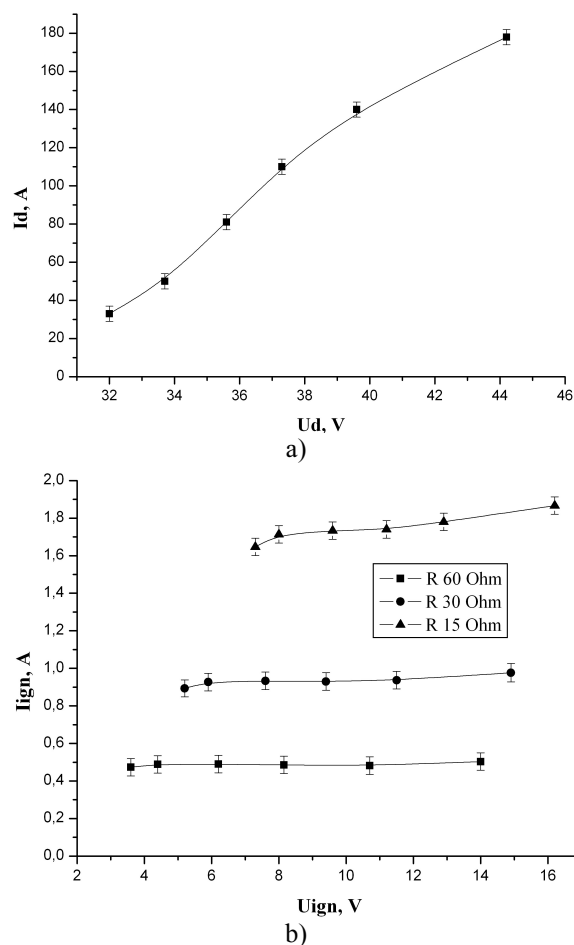 180
160
140
120
100
80
60
40
20
0
Id, A
32 34 36 38 40 42 44 46
Ud, V
a)
2,0
1,8
1,6
1,4
1,2
1,0
0,8
0,6
0,4
0,2
0,0
Iign, A
R 60 Ohm
R 30 Ohm
R 15 Ohm
2 4 6 8 10 12 14 16
Uign, V
b)